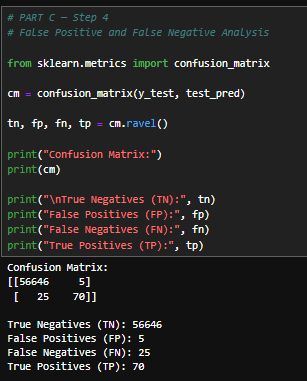 # PART C — Step 4
# False Positive and False Negative Analysis
from sklearn.metrics import confusion_matrix
cm = confusion_matrix(y_test, test_pred)
tn, fp, fn, tp = cm.ravel()
print("Confusion Matrix:")
print(cm)
print("\nTrue Negatives (TN):", tn)
print("False Positives (FP):", fp)
print("False Negatives (FN):", fn)
print("True Positives (TP):", tp)
Confusion Matrix:
[[56646     5]
 [   25    70]]
True Negatives (TN): 56646
False Positives (FP): 5
False Negatives (FN): 25
True Positives (TP): 70